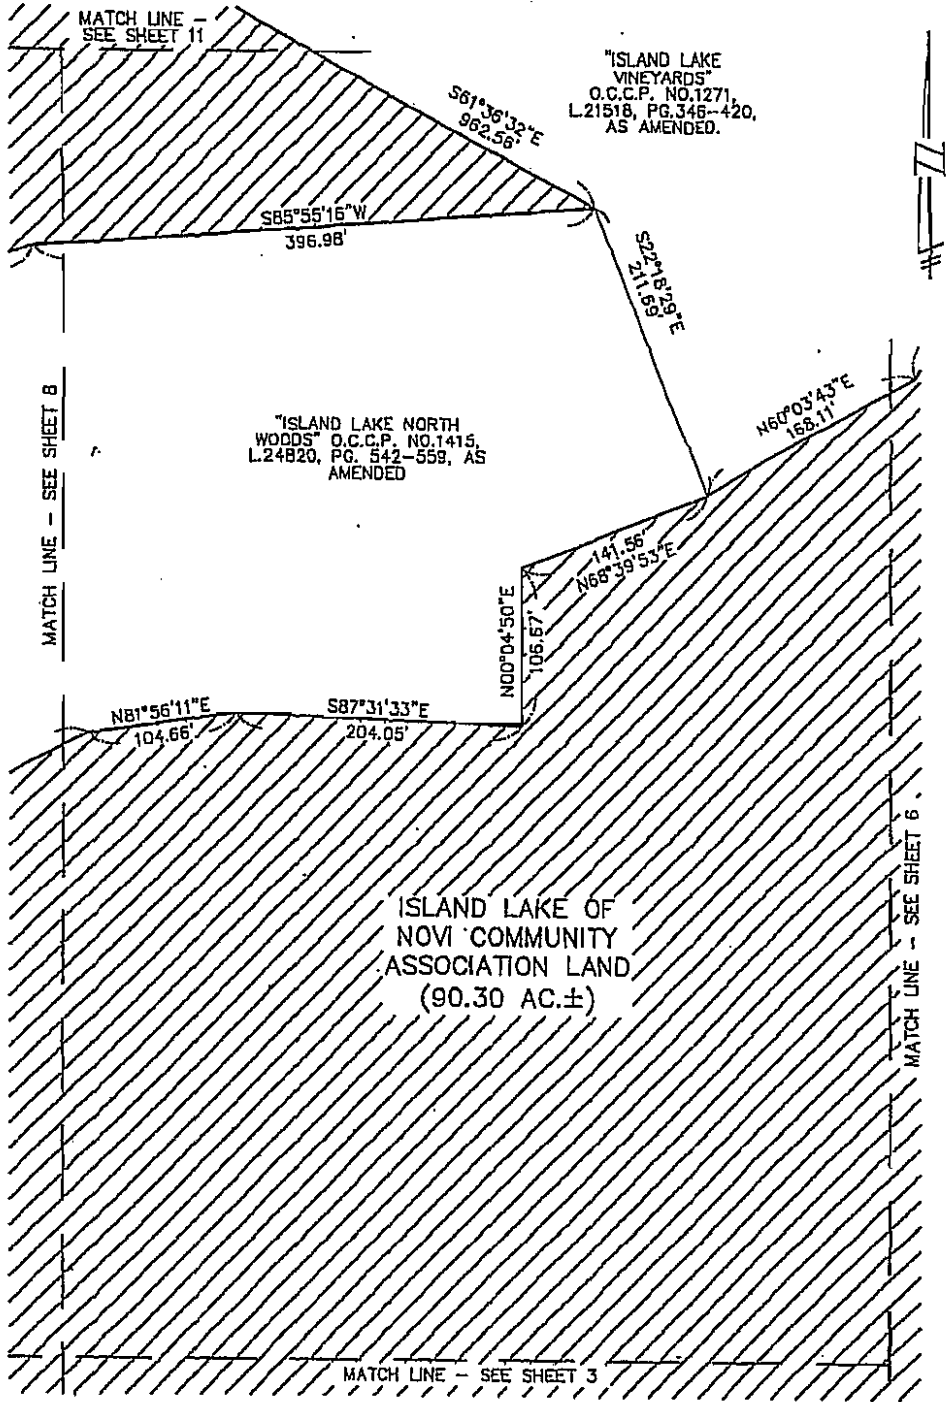 MATCH LINE –
SEE SHEET 11
"ISLAND LAKE
VINEYARDS"
O.C.C.P. NO.1271,
L.21518, PG.346--420,
AS AMENDED.
S61°36'32"E
962.56'
S85°55'16"W
396.98'
S22°18'29"E
211.69'
N60°03'43"E
168.11'
"ISLAND LAKE NORTH
WOODS" O.C.C.P. NO.1415,
L.24820, PG. 542–559, AS
AMENDED
MATCH LINE – SEE SHEET 8
141.56'
N68°39'53"E
N00°04'50"E
106.67'
N81°56'11"E
104.66'
S87°31'33"E
204.05'
ISLAND LAKE OF
NOVI COMMUNITY
ASSOCIATION LAND
(90.30 AC.±)
MATCH LINE – SEE SHEET 6
MATCH LINE – SEE SHEET 3